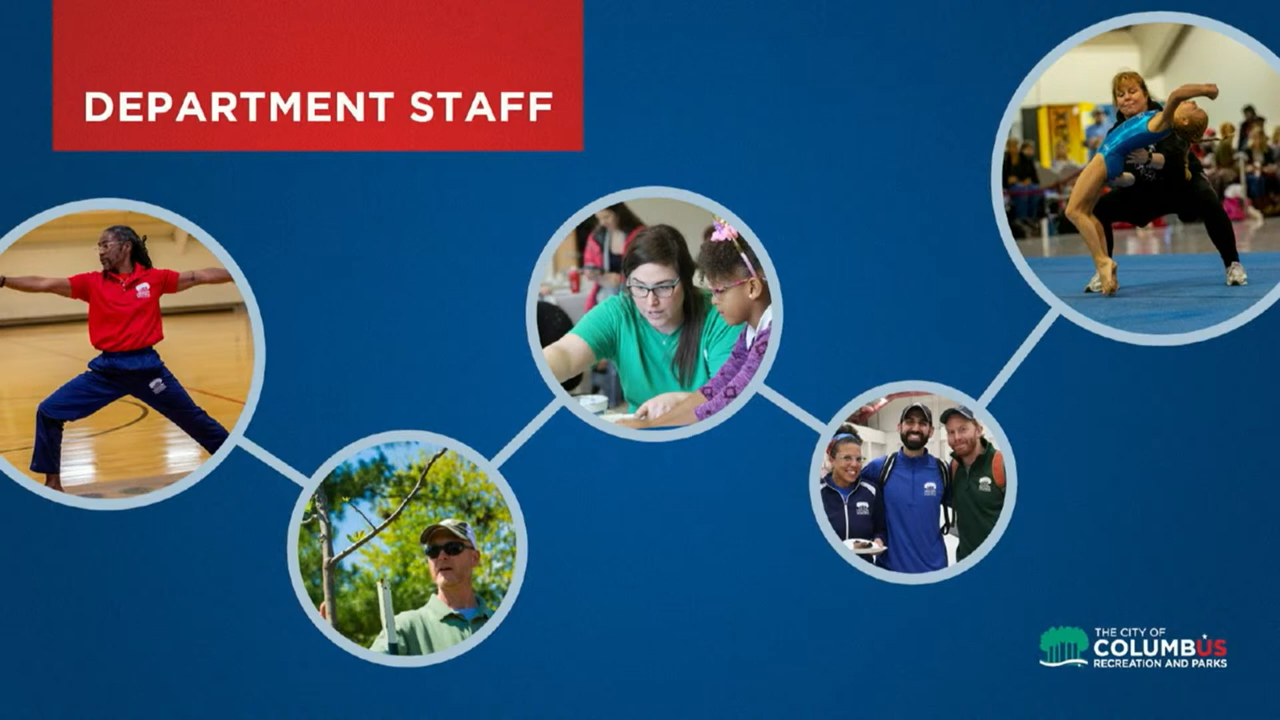 DEPARTMENT STAFF
THE CITY OF
COLUMBUS
RECREATION AND PARKS